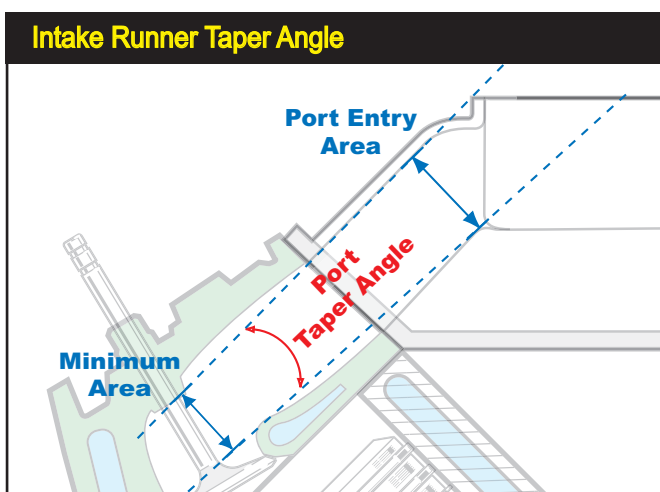 Intake Runner Taper Angle
Port Entry
Area
Port
Taper Angle
Minimum
Area